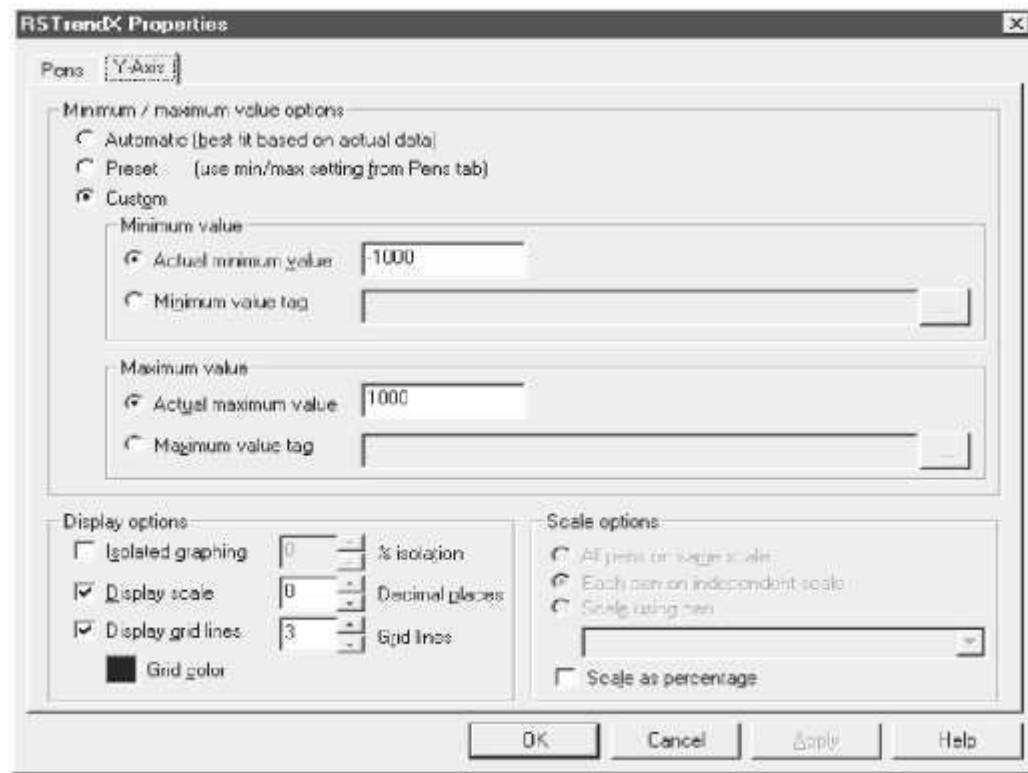 RSTrendX Properties
Pens Y-Axis
Minimum / maximum value options
Automatic (best fit based on actual data)
Preset (use min/max setting from Pens tab)
Custom
Minimum value
Actual minimum value -1000
Minimum value tag ...
Maximum value
Actual maximum value 1000
Maximum value tag ...
Display options
Isolated graphing 0 % isolation
Display scale 0 Decimal places
Display grid lines 3 Grid lines
Grid color
Scale options
All pens on same scale
Each pen on independent scale
Scale using pen
Scale as percentage
OK Cancel Apply Help